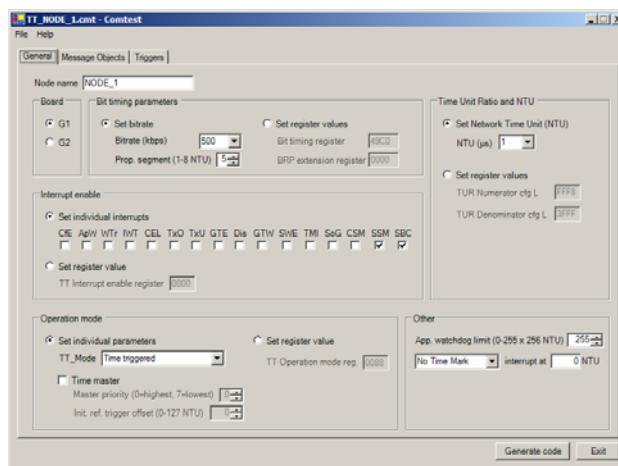 TT_NODE_1.cmt - Comtest
File Help
General Message Objects Triggers
Node name NODE_1
Board
G1
G2
Bit timing parameters
Set bitrate
Bitrate (kbps) 500
Prop. segment (1-8 NTU) 5
Set register values
Bit timing register 49C0
BRP extension register 0000
Time Unit Ratio and NTU
Set Network Time Unit (NTU)
NTU (µs) 1
Set register values
TUR Numerator cfg L FFF8
TUR Denominator cfg L 3FFF
Interrupt enable
Set individual interrupts
CfE ApW WTr IWT CEL TxO TxU GTE Dis GTW SWE TMI SoG CSM SSM SBC
Set register value
TT Interrupt enable register 0000
Operation mode
Set individual parameters
TT_Mode Time triggered
Time master
Master priority (0=highest, 7=lowest) 0
Init. ref. trigger offset (0-127 NTU) 0
Set register value
TT Operation mode reg. 0088
Other
App. watchdog limit (0-255 x 256 NTU) 255
No Time Mark interrupt at 0 NTU
Generate code Exit